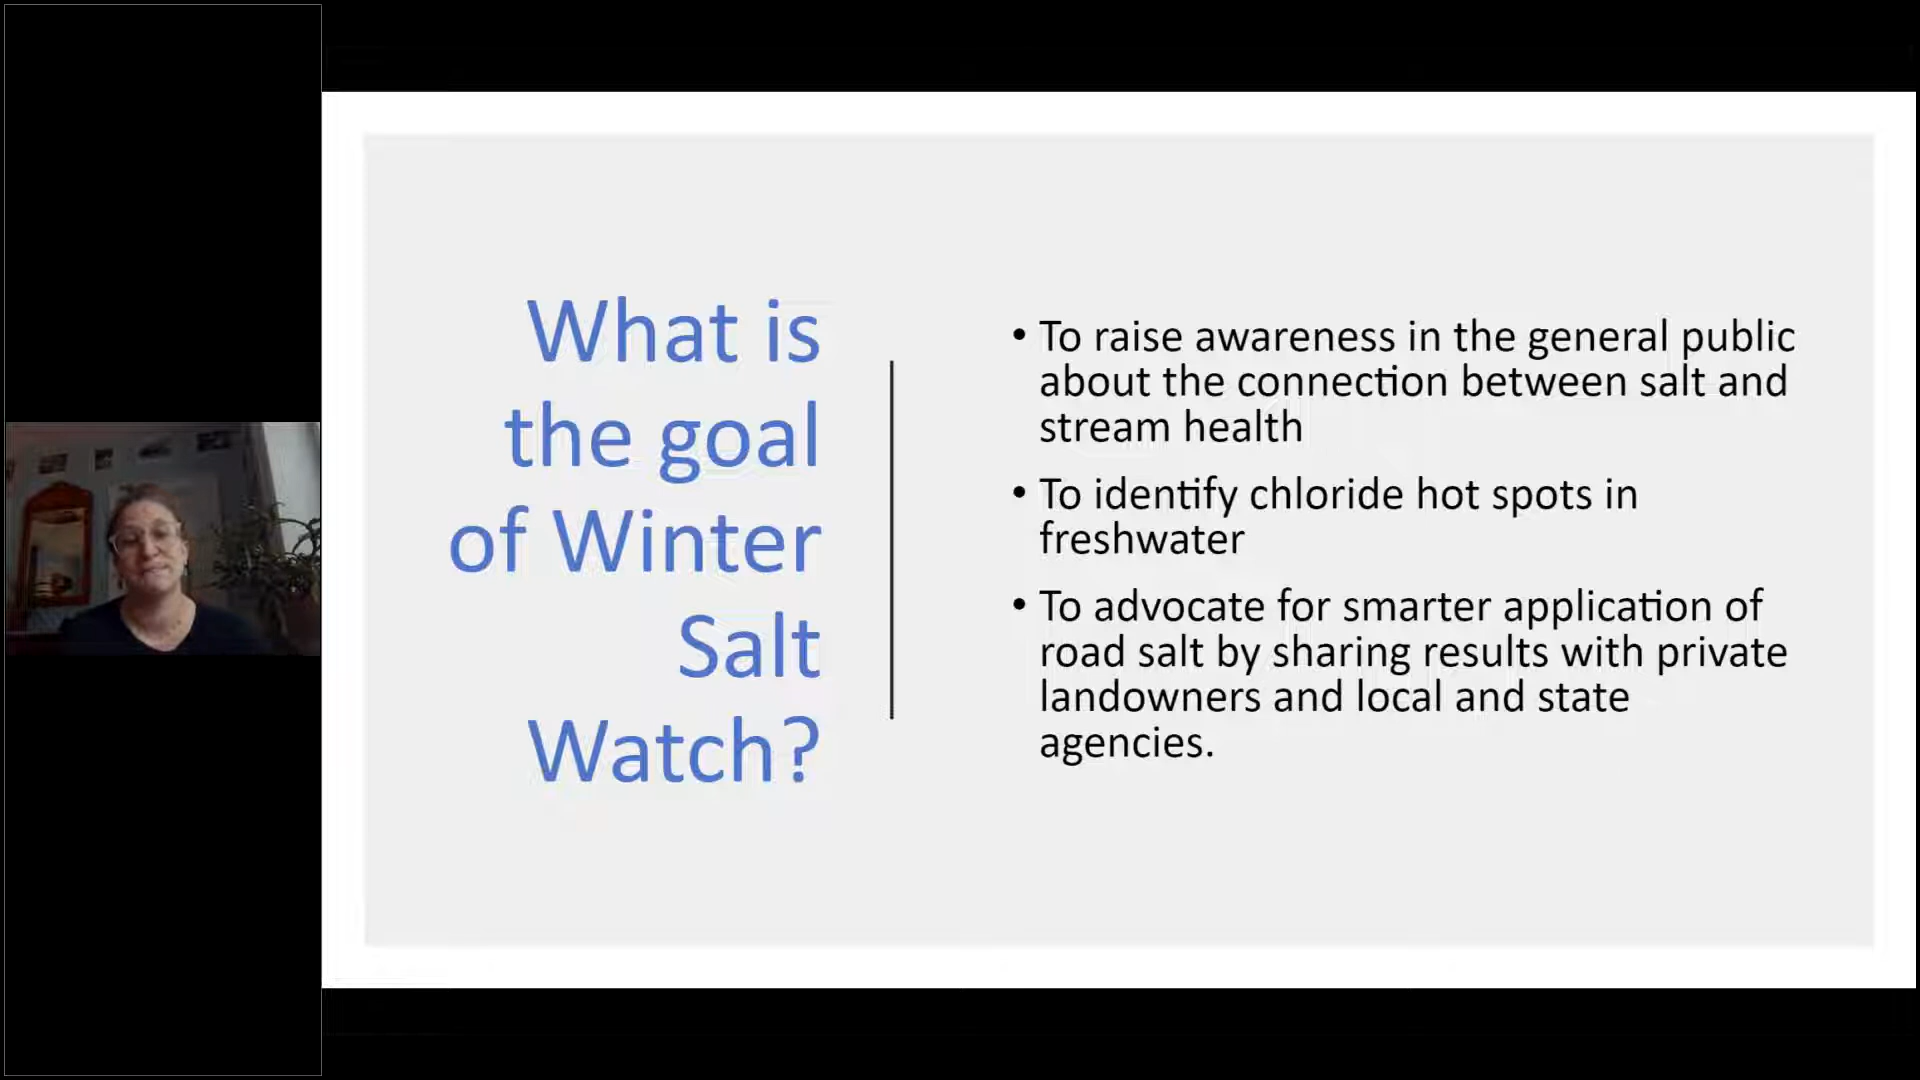 What is
the goal
of Winter
Salt
Watch?
• To raise awareness in the general public
about the connection between salt and
stream health
• To identify chloride hot spots in
freshwater
• To advocate for smarter application of
road salt by sharing results with private
landowners and local and state
agencies.